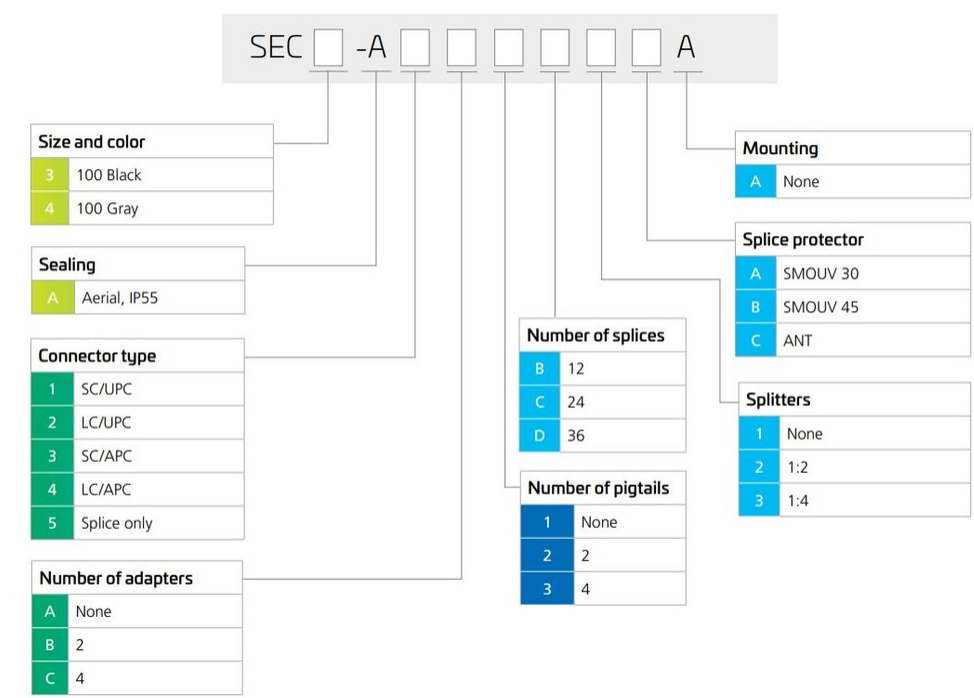 SEC -A A
Size and color
3 100 Black
4 100 Gray
Sealing
A Aerial, IP55
Connector type
1 SC/UPC
2 LC/UPC
3 SC/APC
4 LC/APC
5 Splice only
Number of adapters
A None
B 2
C 4
Number of splices
B 12
C 24
D 36
Number of pigtails
1 None
2 2
3 4
Mounting
A None
Splice protector
A SMOUV 30
B SMOUV 45
C ANT
Splitters
1 None
2 1:2
3 1:4